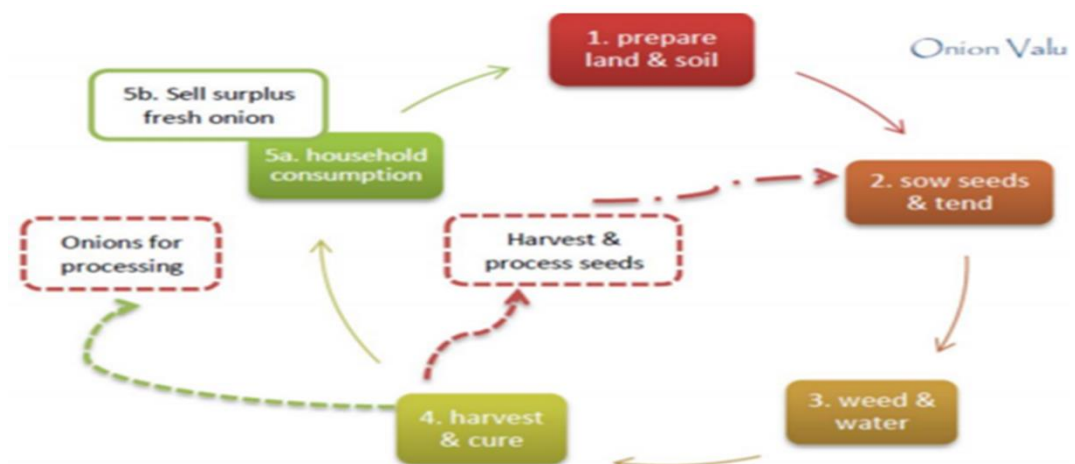 1. prepare
land & soil
Onion Valu
5b. Sell surplus
fresh onion
5a. household
consumption
2. sow seeds
& tend
Onions for
processing
Harvest &
process seeds
3. weed &
water
4. harvest
& cure